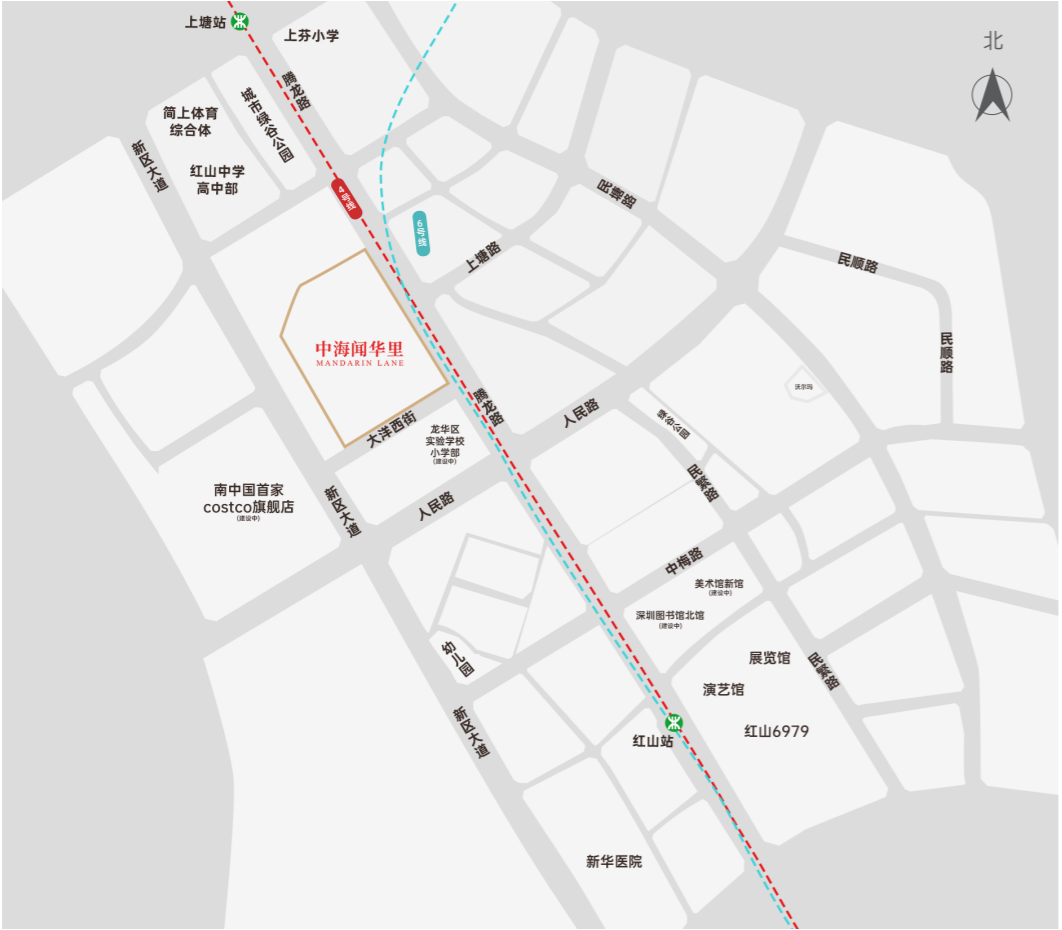 上塘站
上芬小学
北
腾龙路
城市绿谷公园
简上体育
综合体
新区大道
红山中学
高中部
4号线
民塘路
6号线
上塘路
民顺路
民顺路
中海闻华里
MANDARIN LANE
沃尔玛
腾龙路
人民路
绿谷公园
大洋西街
龙华区
实验学校
小学部
(建设中)
民繁路
南中国首家
costco旗舰店
(建设中)
新区大道
人民路
中梅路
美术馆新馆
(建设中)
深圳图书馆北馆
(建设中)
幼儿园
展览馆
民繁路
演艺馆
新区大道
红山6979
红山站
新华医院